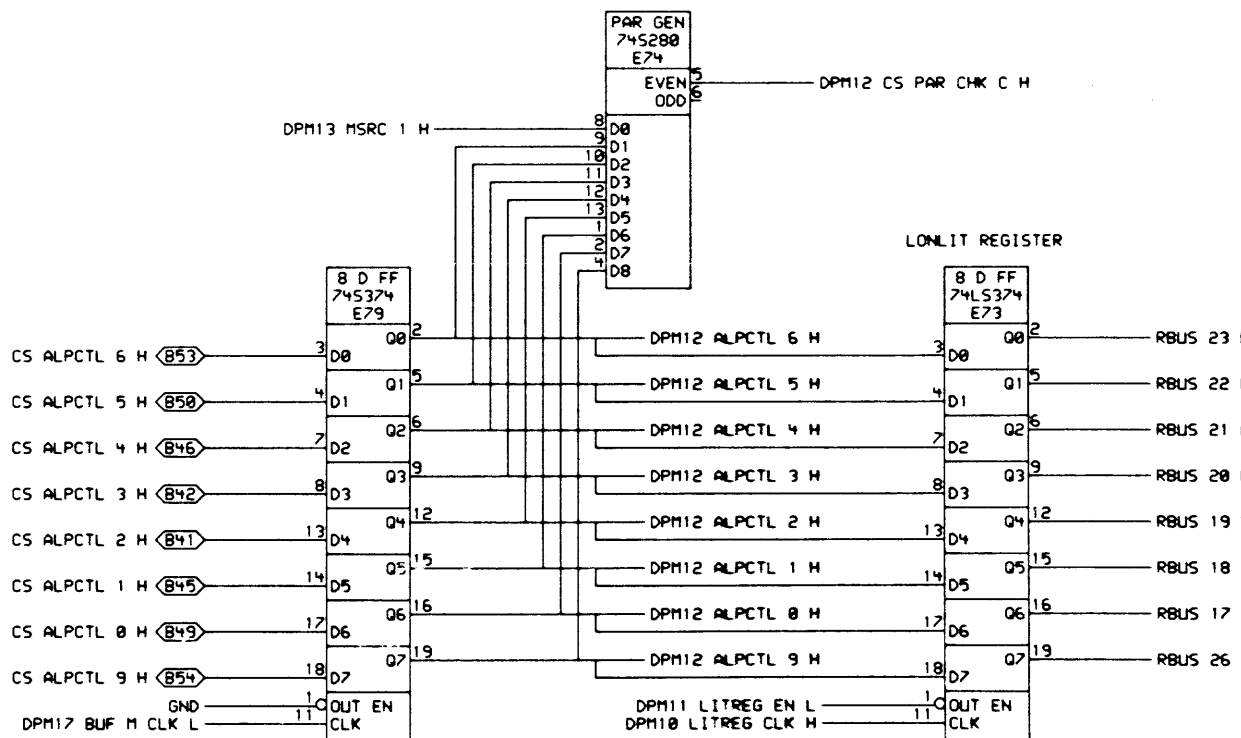 PAR GEN
74S280
E74
EVEN 5 DPM12 CS PAR CHK C H
ODD 6
DPM13 MSRC 1 H 8 D0
9 D1
10 D2
11 D3
12 D4
13 D5
1 D6
2 D7
4 D8
LONLIT REGISTER
8 D FF
74S374
E79
8 D FF
74LS374
E73
Q0 2 DPM12 ALPCTL 6 H Q0 2 RBUS 23
CS ALPCTL 6 H B53 3 D0 3 D0
Q1 5 DPM12 ALPCTL 5 H Q1 5 RBUS 22
CS ALPCTL 5 H B50 4 D1 4 D1
Q2 6 DPM12 ALPCTL 4 H Q2 6 RBUS 21
CS ALPCTL 4 H B46 7 D2 7 D2
Q3 9 DPM12 ALPCTL 3 H Q3 9 RBUS 20
CS ALPCTL 3 H B42 8 D3 8 D3
Q4 12 DPM12 ALPCTL 2 H Q4 12 RBUS 19
CS ALPCTL 2 H B41 13 D4 13 D4
Q5 15 DPM12 ALPCTL 1 H Q5 15 RBUS 18
CS ALPCTL 1 H B45 14 D5 14 D5
Q6 16 DPM12 ALPCTL 0 H Q6 16 RBUS 17
CS ALPCTL 0 H B49 17 D6 17 D6
Q7 19 DPM12 ALPCTL 9 H Q7 19 RBUS 26
CS ALPCTL 9 H B54 18 D7 18 D7
GND 1 OUT EN DPM11 LITREG EN L 1 OUT EN
DPM17 BUF M CLK L 11 CLK DPM10 LITREG CLK H 11 CLK